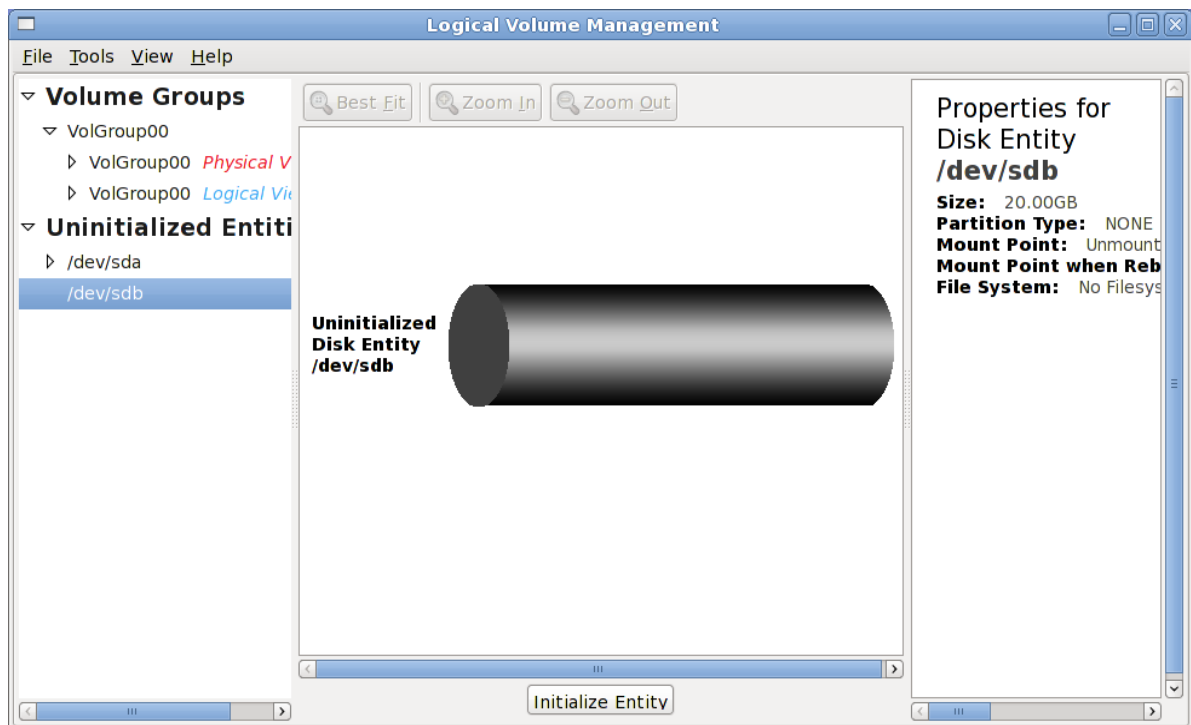 Logical Volume Management
File Tools View Help
Volume Groups
VolGroup00
VolGroup00 Physical V
VolGroup00 Logical Vie
Uninitialized Entiti
/dev/sda
/dev/sdb
Best Fit
Zoom In
Zoom Out
Uninitialized
Disk Entity
/dev/sdb
Initialize Entity
Properties for
Disk Entity
/dev/sdb
Size: 20.00GB
Partition Type: NONE
Mount Point: Unmount
Mount Point when Reb
File System: No Filesys